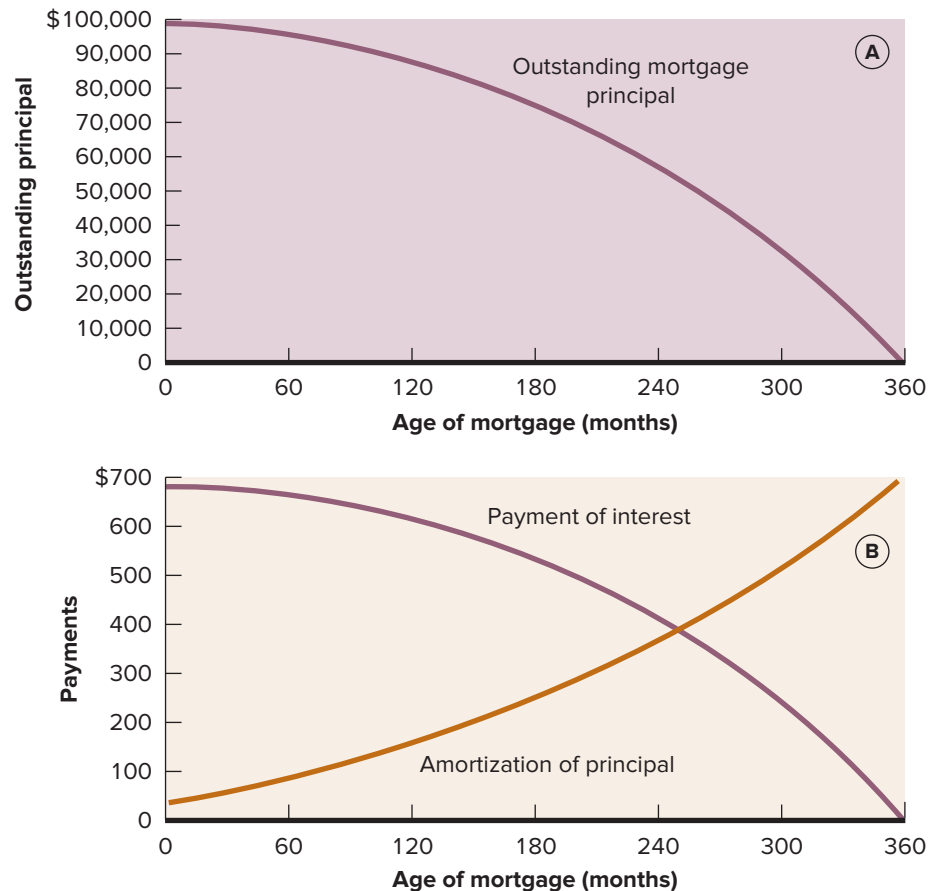 $100,000
90,000
80,000
70,000
60,000
50,000
40,000
30,000
20,000
10,000
0
Outstanding principal
Outstanding mortgage
principal
A
0 60 120 180 240 300 360
Age of mortgage (months)
$700
600
500
400
300
200
100
0
Payments
Payment of interest
B
Amortization of principal
0 60 120 180 240 300 360
Age of mortgage (months)